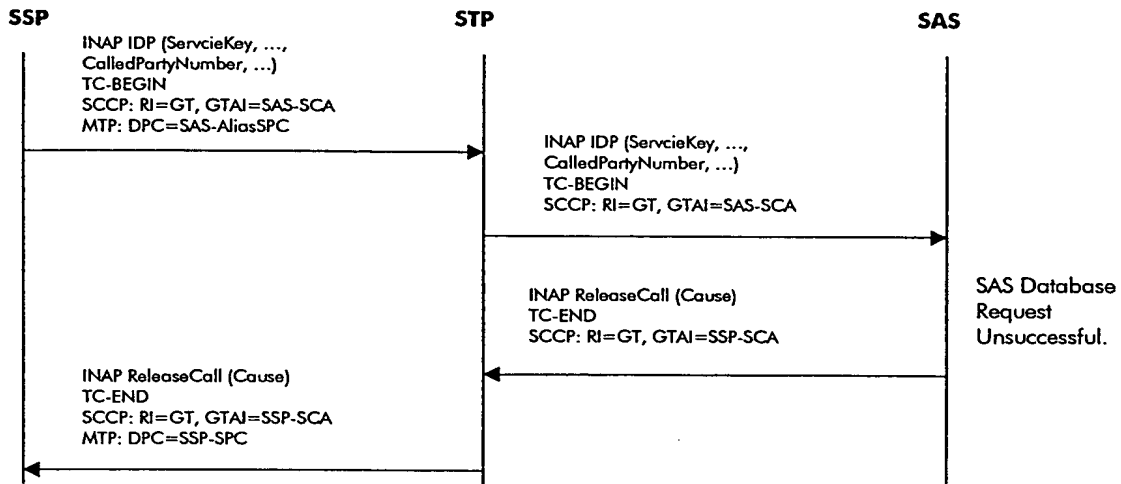 SSP
STP
SAS
INAP IDP (ServcieKey, ...,
CalledPartyNumber, ...)
TC-BEGIN
SCCP: RI=GT, GTAI=SAS-SCA
MTP: DPC=SAS-AliasSPC
INAP IDP (ServcieKey, ...,
CalledPartyNumber, ...)
TC-BEGIN
SCCP: RI=GT, GTAI=SAS-SCA
SAS Database
Request
Unsuccessful.
INAP ReleaseCall (Cause)
TC-END
SCCP: RI=GT, GTAI=SSP-SCA
INAP ReleaseCall (Cause)
TC-END
SCCP: RI=GT, GTAI=SSP-SCA
MTP: DPC=SSP-SPC